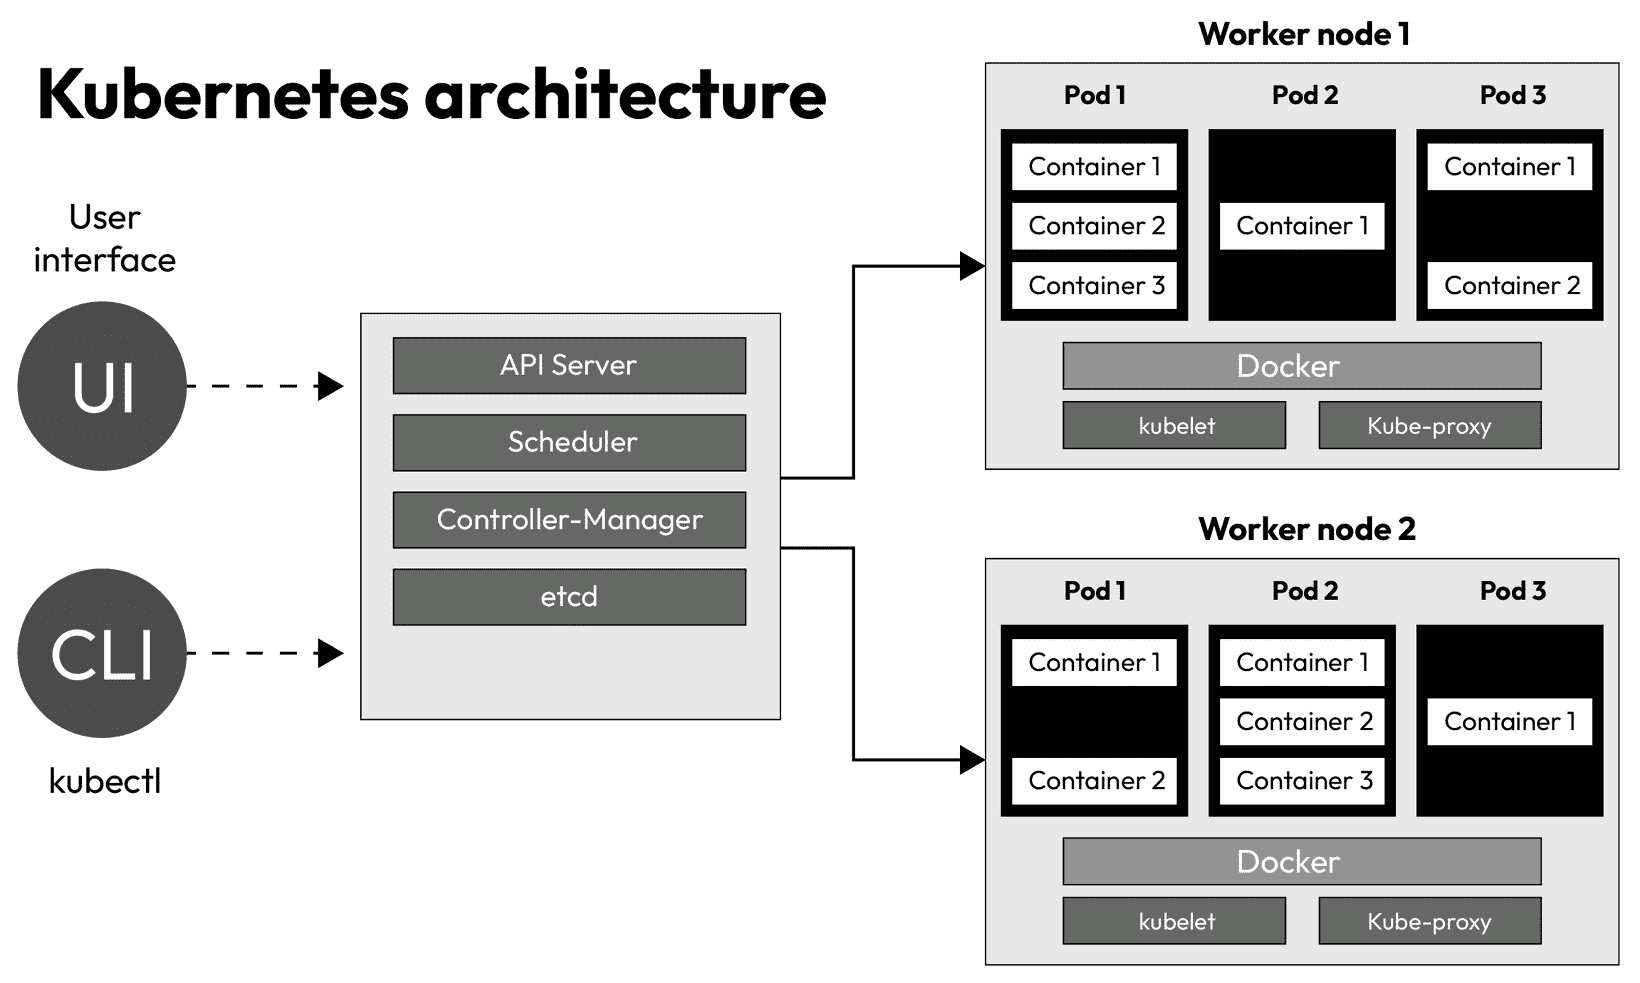 Kubernetes architecture
User
interface
UI
CLI
kubectl
API Server
Scheduler
Controller-Manager
etcd
Worker node 1
Pod 1
Pod 2
Pod 3
Container 1
Container 2
Container 3
Container 1
Container 1
Container 2
Docker
kubelet
Kube-proxy
Worker node 2
Pod 1
Pod 2
Pod 3
Container 1
Container 2
Container 1
Container 2
Container 3
Container 1
Docker
kubelet
Kube-proxy